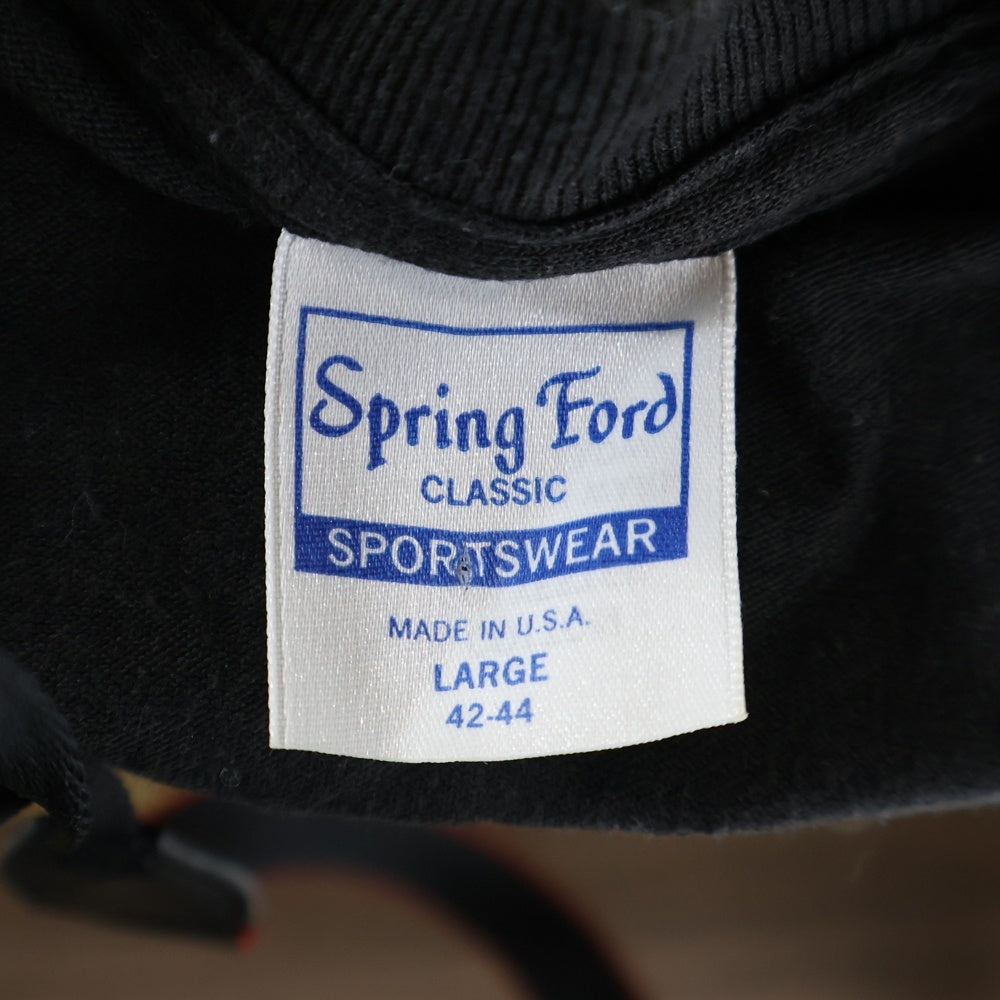 Spring Ford
CLASSIC
SPORTSWEAR
MADE IN U.S.A.
LARGE
42-44